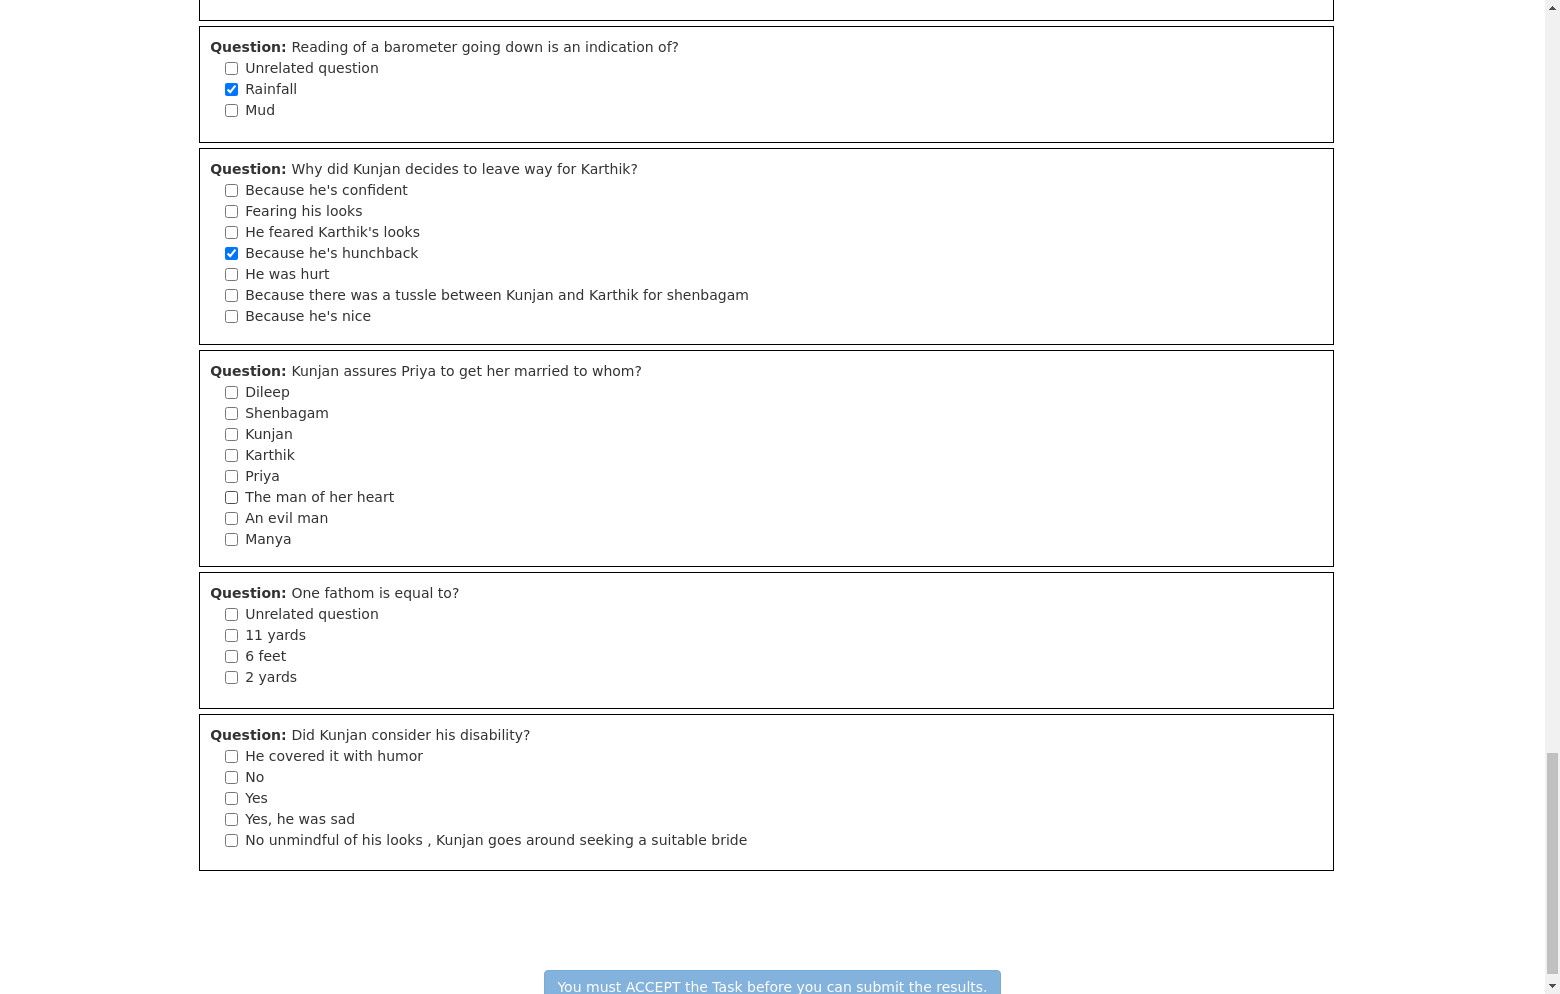 Question: Reading of a barometer going down is an indication of?
Unrelated question
Rainfall
Mud
Question: Why did Kunjan decides to leave way for Karthik?
Because he's confident
Fearing his looks
He feared Karthik's looks
Because he's hunchback
He was hurt
Because there was a tussle between Kunjan and Karthik for shenbagam
Because he's nice
Question: Kunjan assures Priya to get her married to whom?
Dileep
Shenbagam
Kunjan
Karthik
Priya
The man of her heart
An evil man
Manya
Question: One fathom is equal to?
Unrelated question
11 yards
6 feet
2 yards
Question: Did Kunjan consider his disability?
He covered it with humor
No
Yes
Yes, he was sad
No unmindful of his looks , Kunjan goes around seeking a suitable bride
You must ACCEPT the Task before you can submit the results.